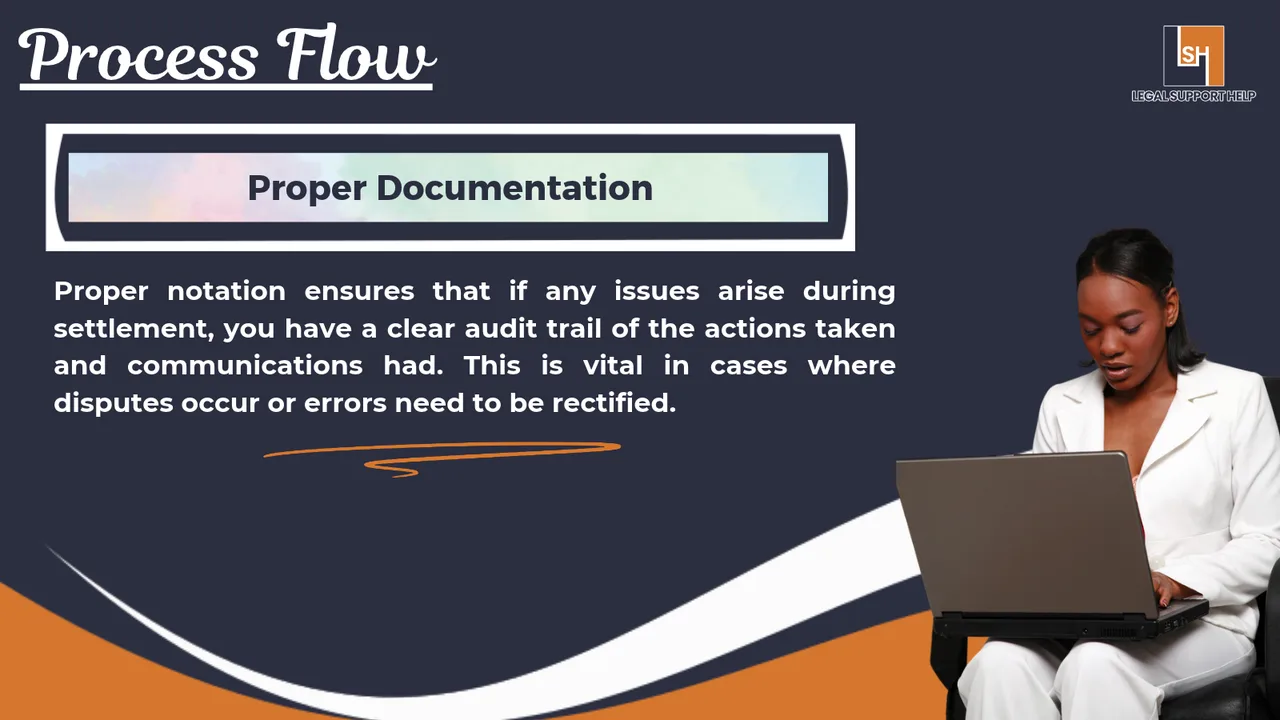 Process Flow
LSH
LEGAL SUPPORT HELP
Proper Documentation
Proper notation ensures that if any issues arise during
settlement, you have a clear audit trail of the actions taken
and communications had. This is vital in cases where
disputes occur or errors need to be rectified.